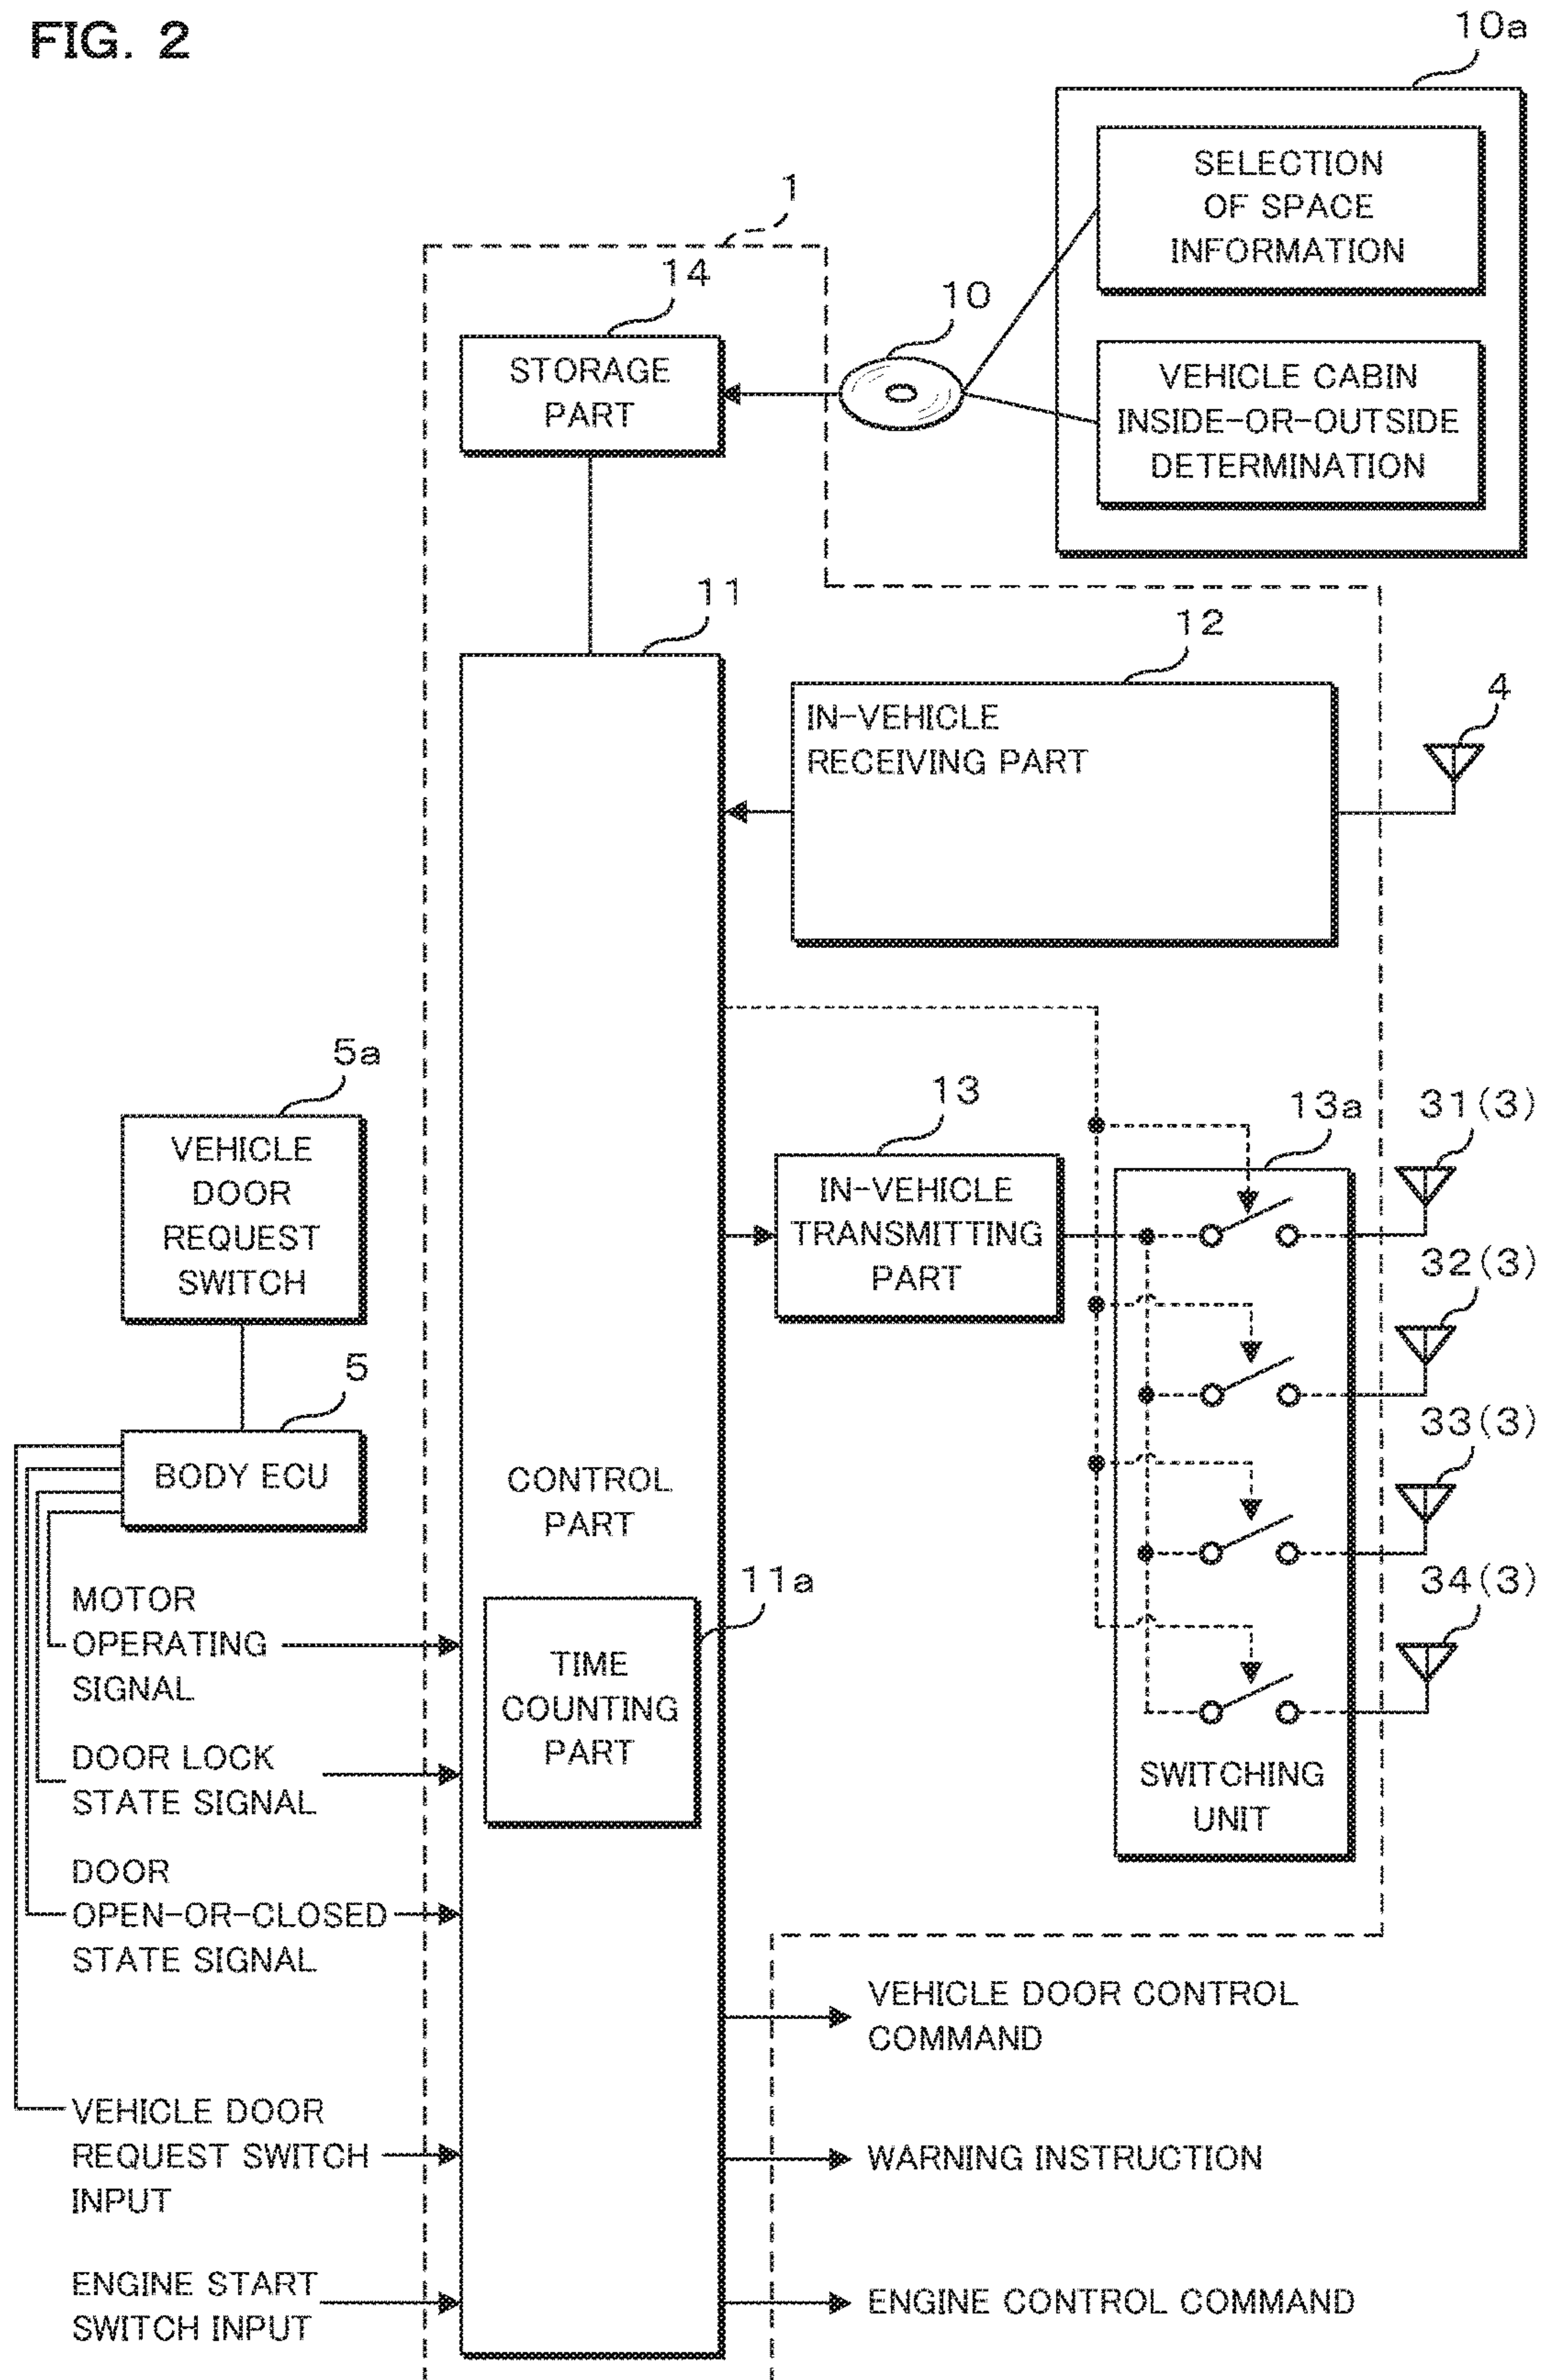 FIG. 2
10a
SELECTION
OF SPACE
INFORMATION
1
14
10
STORAGE
PART
VEHICLE CABIN
INSIDE-OR-OUTSIDE
DETERMINATION
11
12
4
IN-VEHICLE
RECEIVING PART
5a
VEHICLE
DOOR
REQUEST
SWITCH
13
13a
31(3)
IN-VEHICLE
TRANSMITTING
PART
32(3)
5
BODY ECU
33(3)
CONTROL
PART
34(3)
11a
TIME
COUNTING
PART
MOTOR
OPERATING
SIGNAL
DOOR LOCK
STATE SIGNAL
SWITCHING
UNIT
DOOR
OPEN-OR-CLOSED
STATE SIGNAL
VEHICLE DOOR CONTROL
COMMAND
VEHICLE DOOR
REQUEST SWITCH
INPUT
WARNING INSTRUCTION
ENGINE START
SWITCH INPUT
ENGINE CONTROL COMMAND